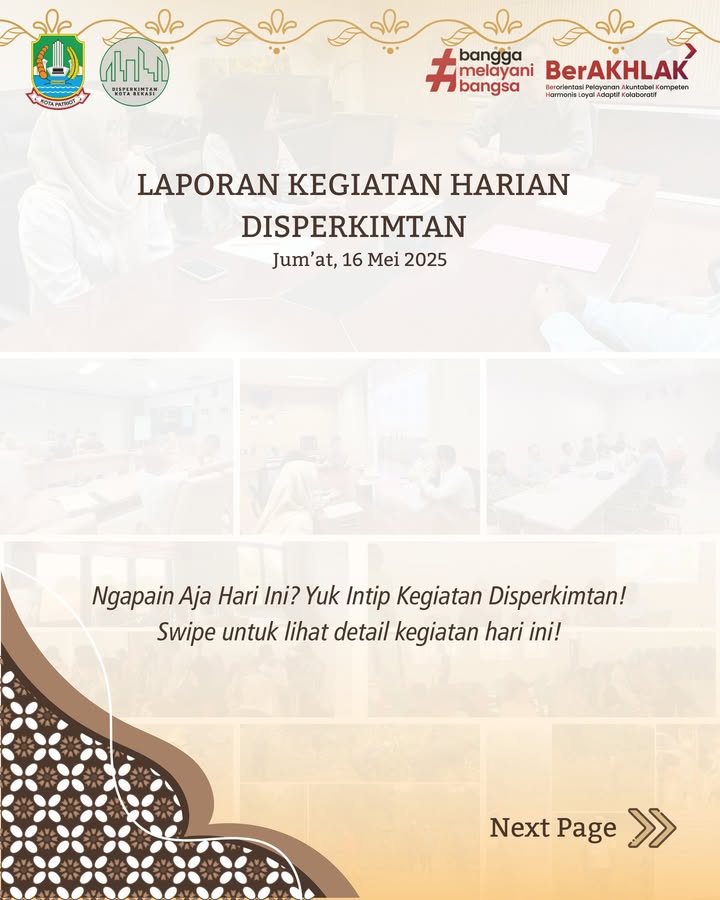 KOTA PATRIOT
DISPERKIMTAN
KOTA BEKASI
#bangga
melayani
bangsa
BerAKHLAK
Berorientasi Pelayanan Akuntabel Kompeten
Harmonis Loyal Adaptif Kolaboratif
LAPORAN KEGIATAN HARIAN
DISPERKIMTAN
Jum’at, 16 Mei 2025
Ngapain Aja Hari Ini? Yuk Intip Kegiatan Disperkimtan!
Swipe untuk lihat detail kegiatan hari ini!
Next Page